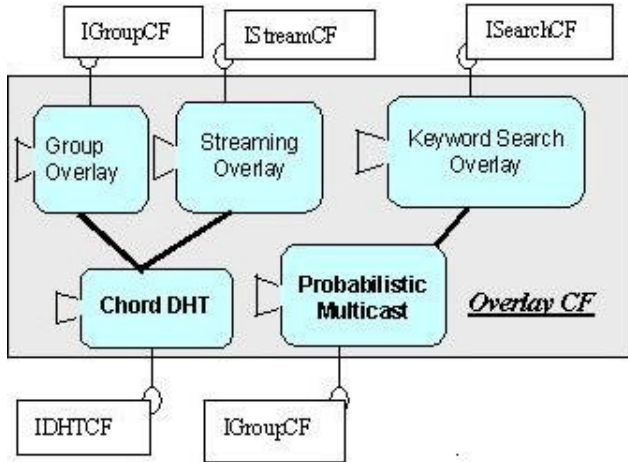 IGroupCF
IStreamCF
ISearchCF
Group
Overlay
Streaming
Overlay
Keyword Search
Overlay
Chord DHT
Probabilistic
Multicast
Overlay CF
IDHTCF
IGroupCF